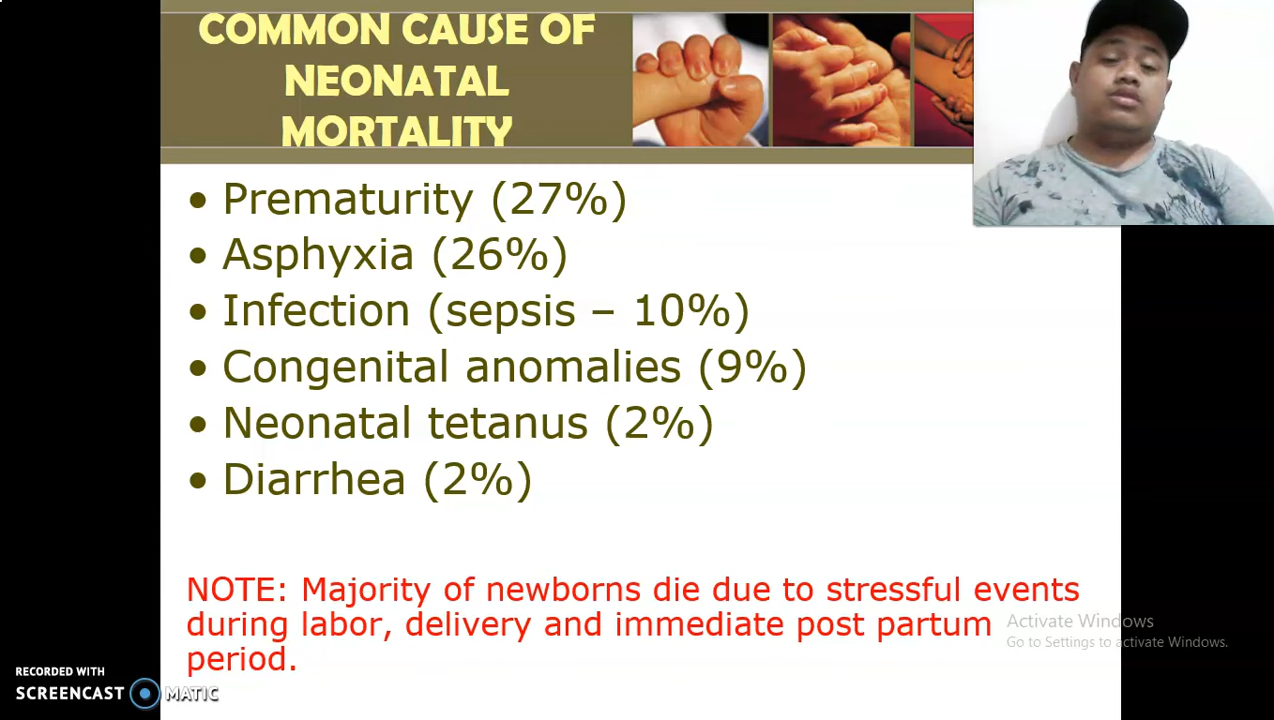 COMMON CAUSE OF
NEONATAL
MORTALITY
• Prematurity (27%)
• Asphyxia (26%)
• Infection (sepsis – 10%)
• Congenital anomalies (9%)
• Neonatal tetanus (2%)
• Diarrhea (2%)
NOTE: Majority of newborns die due to stressful events
during labor, delivery and immediate post partum
period.
Activate Windows
Go to Settings to activate Windows.
RECORDED WITH
SCREENCAST MATIC